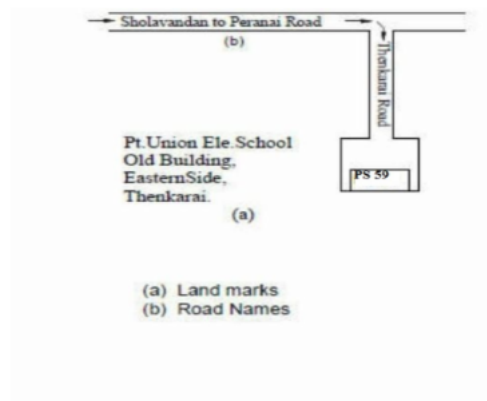 Sholavandan to Peranai Road
(b)
Thenkarai Road
Pt.Union Ele.School
Old Building,
EasternSide,
Thenkarai.
PS 59
(a)
(a) Land marks
(b) Road Names